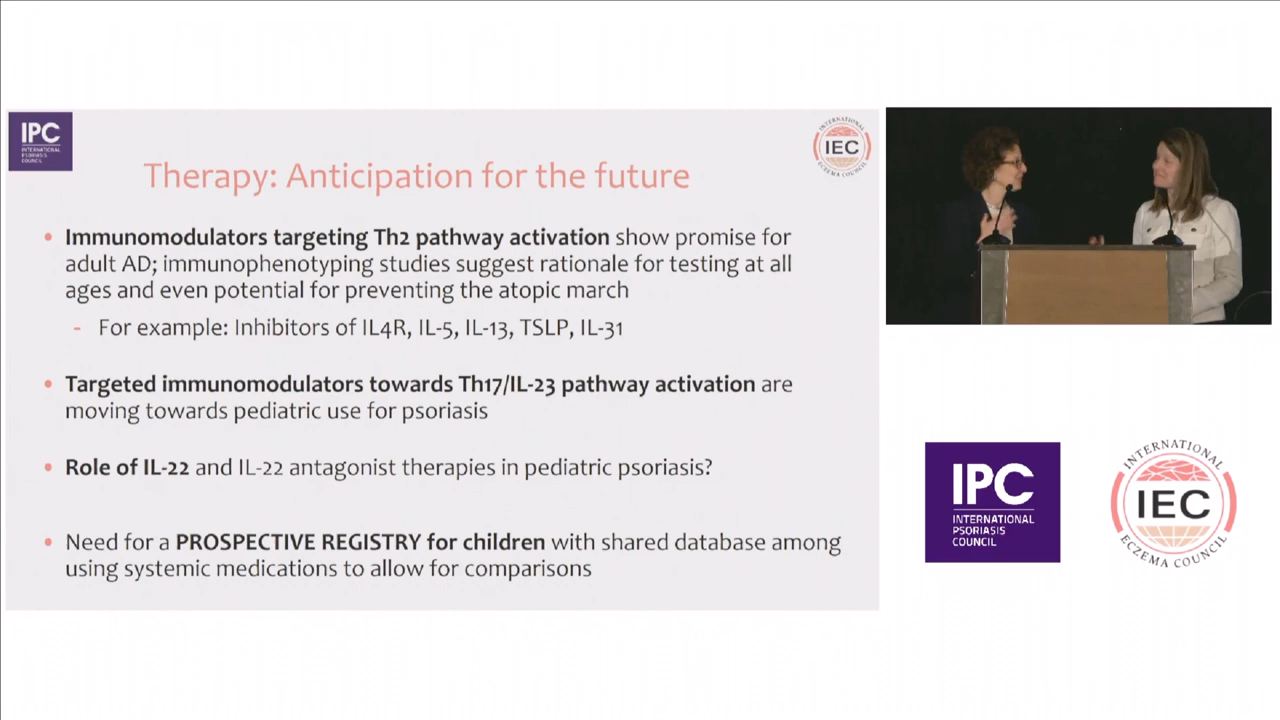 IPC
INTERNATIONAL
PSORIASIS
COUNCIL
INTERNATIONAL
IEC
ECZEMA COUNCIL
Therapy: Anticipation for the future
• Immunomodulators targeting Th2 pathway activation show promise for
adult AD; immunophenotyping studies suggest rationale for testing at all
ages and even potential for preventing the atopic march
- For example: Inhibitors of IL4R, IL-5, IL-13, TSLP, IL-31
• Targeted immunomodulators towards Th17/IL-23 pathway activation are
moving towards pediatric use for psoriasis
• Role of IL-22 and IL-22 antagonist therapies in pediatric psoriasis?
• Need for a PROSPECTIVE REGISTRY for children with shared database among
using systemic medications to allow for comparisons
IPC
INTERNATIONAL
PSORIASIS
COUNCIL
INTERNATIONAL
IEC
ECZEMA COUNCIL